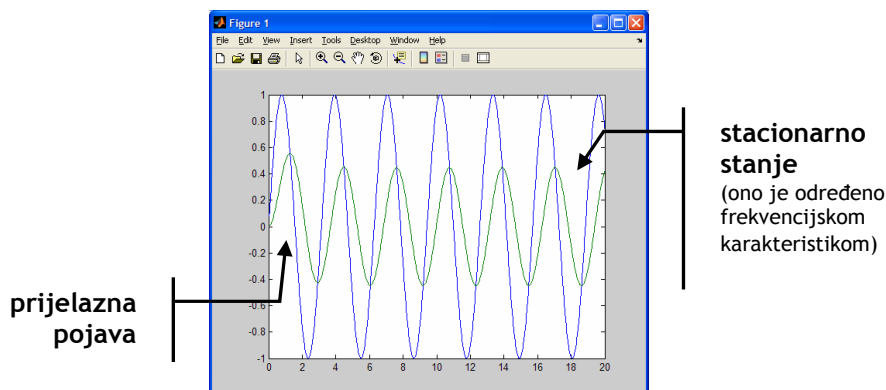 Figure 1
File Edit View Insert Tools Desktop Window Help
1
0.8
0.6
0.4
0.2
0
-0.2
-0.4
-0.6
-0.8
-1
0 2 4 6 8 10 12 14 16 18 20
stacionarno
stanje
(ono je određeno
frekvencijskom
karakteristikom)
prijelazna
pojava